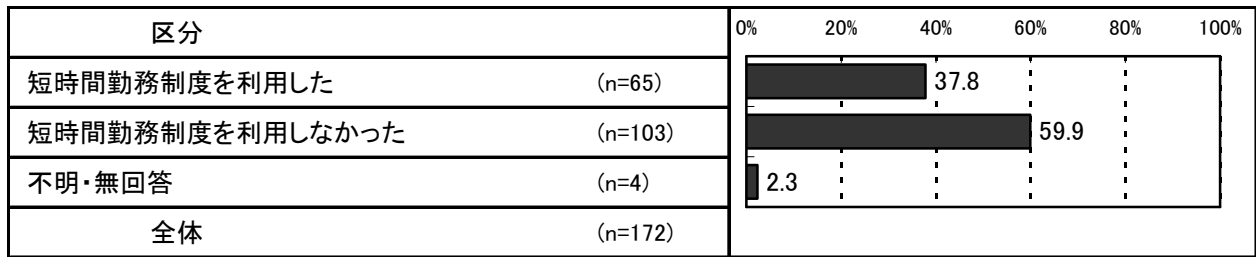 区分 0% 20% 40% 60% 80% 100%
短時間勤務制度を利用した (n=65) 37.8
短時間勤務制度を利用しなかった (n=103) 59.9
不明・無回答 (n=4) 2.3
全体 (n=172)